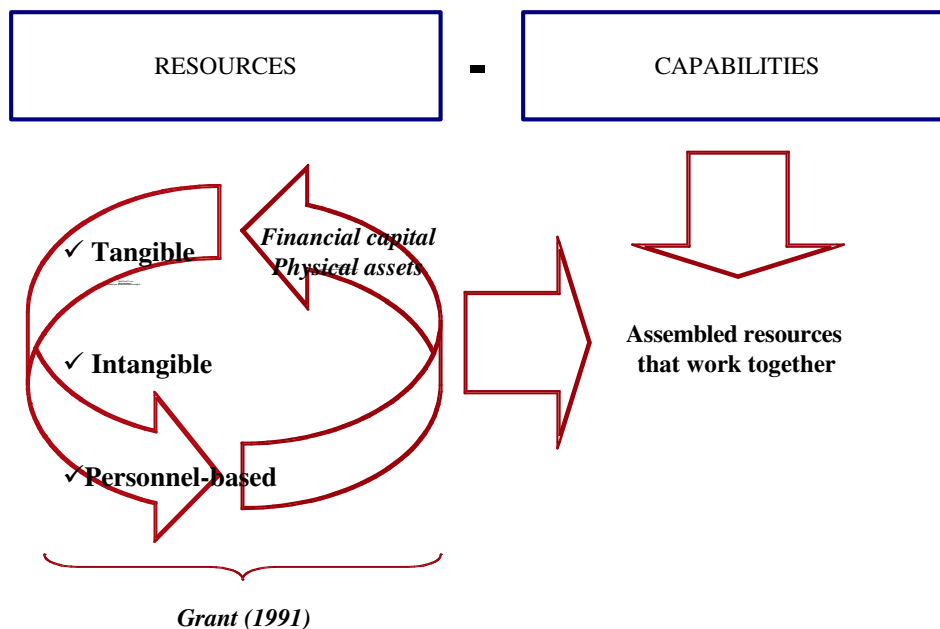 RESOURCES - CAPABILITIES
✓ Tangible
Financial capital
Physical assets
✓ Intangible
✓Personnel-based
Assembled resources
that work together
Grant (1991)